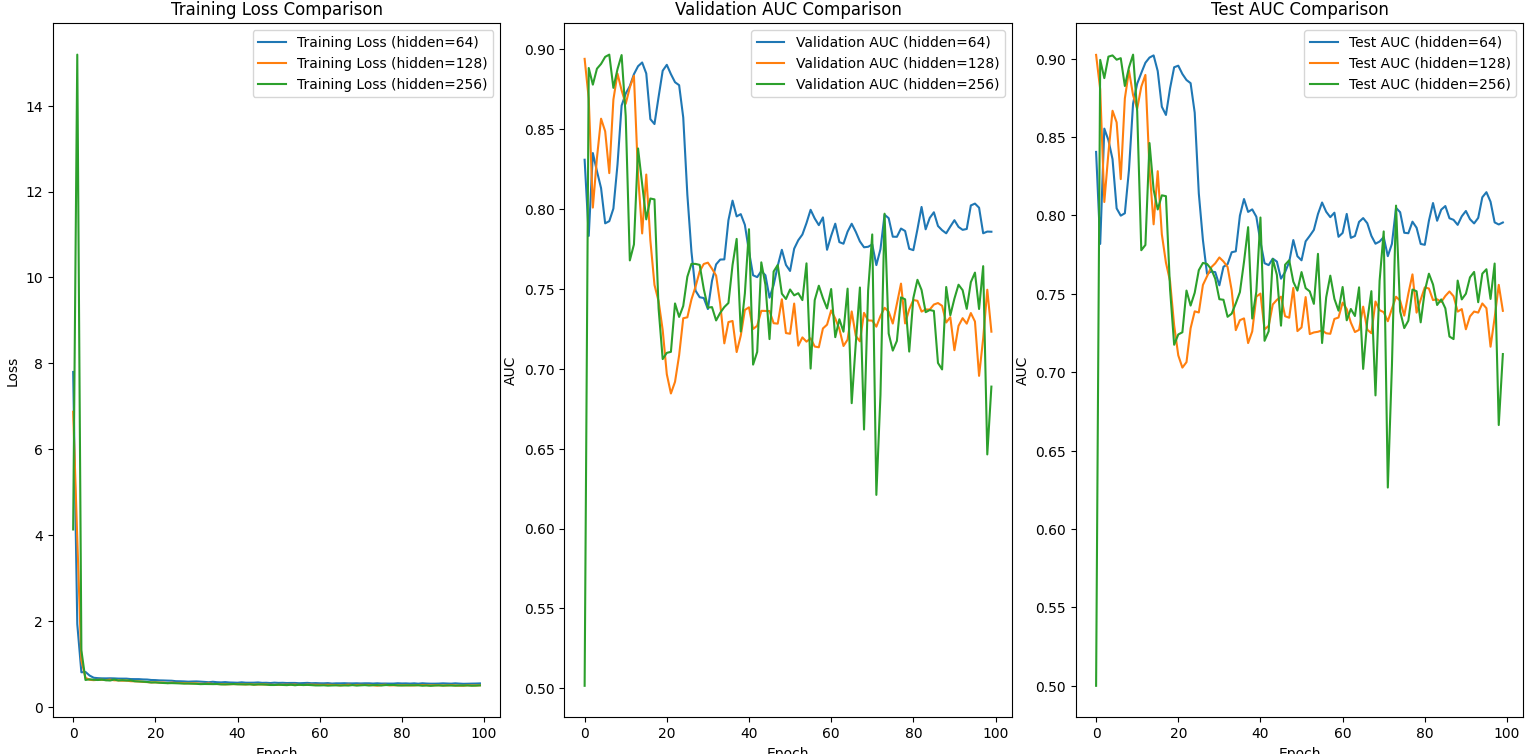 Training Loss Comparison
Training Loss (hidden=64)
Training Loss (hidden=128)
Training Loss (hidden=256)
14
12
10
8
6
4
2
0
Loss
0 20 40 60 80 100
Epoch
Validation AUC Comparison
Validation AUC (hidden=64)
Validation AUC (hidden=128)
Validation AUC (hidden=256)
0.90
0.85
0.80
0.75
0.70
0.65
0.60
0.55
0.50
AUC
0 20 40 60 80 100
Epoch
Test AUC Comparison
Test AUC (hidden=64)
Test AUC (hidden=128)
Test AUC (hidden=256)
0.90
0.85
0.80
0.75
0.70
0.65
0.60
0.55
0.50
AUC
0 20 40 60 80 100
Epoch